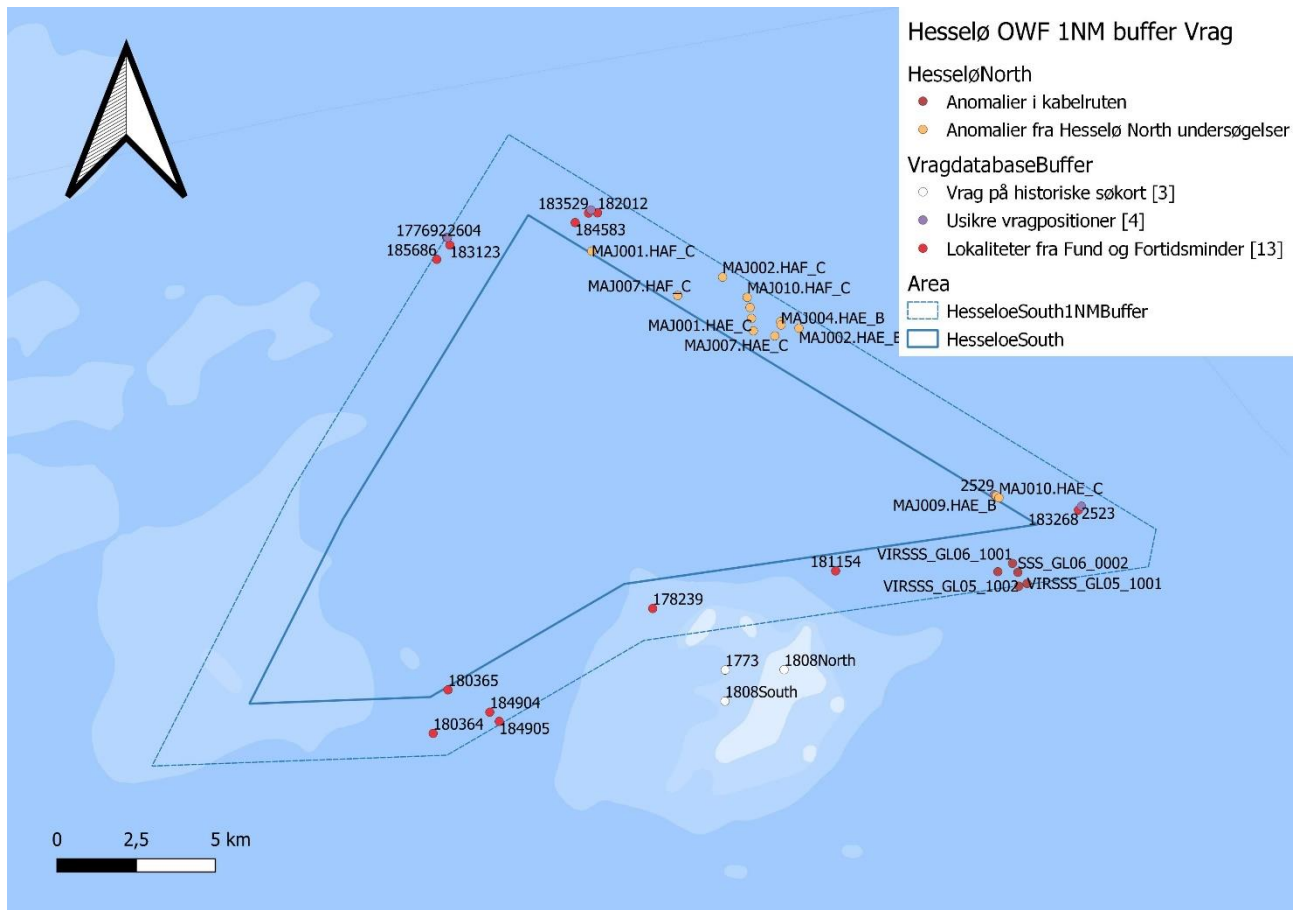 Hesselø OWF 1NM buffer Vrag
HesseløNorth
Anomalier i kabelruten
Anomalier fra Hesselø North undersøgelser
VragdatabaseBuffer
Vrag på historiske søkort [3]
Usikre vragpositioner [4]
Lokaliteter fra Fund og Fortidsminder [13]
Area
HesseloeSouth1NMBuffer
HesseloeSouth
183529
182012
184583
1776922604
185686
183123
MAJ001.HAF_C
MAJ002.HAF_C
MAJ007.HAF_C
MAJ010.HAF_C
MAJ001.HAE_C
MAJ004.HAE_B
MAJ007.HAE_C
MAJ002.HAE_B
2529
MAJ010.HAE_C
MAJ009.HAE_B
183268
2523
VIRSSS_GL06_1001
SSS_GL06_0002
181154
VIRSSS_GL05_1002
VIRSSS_GL05_1001
178239
1773
1808North
180365
1808South
184904
180364
184905
0 2,5 5 km